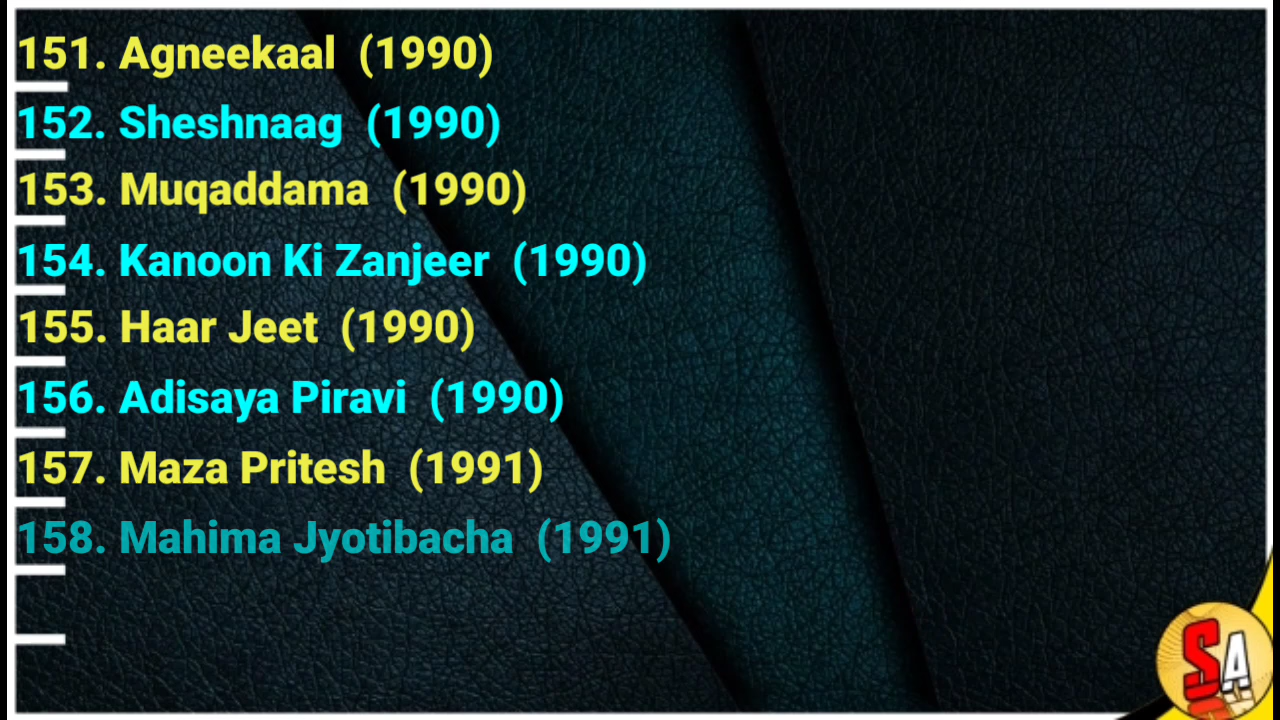 151. Agneekaal (1990)
152. Sheshnaag (1990)
153. Muqaddama (1990)
154. Kanoon Ki Zanjeer (1990)
155. Haar Jeet (1990)
156. Adisaya Piravi (1990)
157. Maza Pritesh (1991)
158. Mahima Jyotibacha (1991)
SA